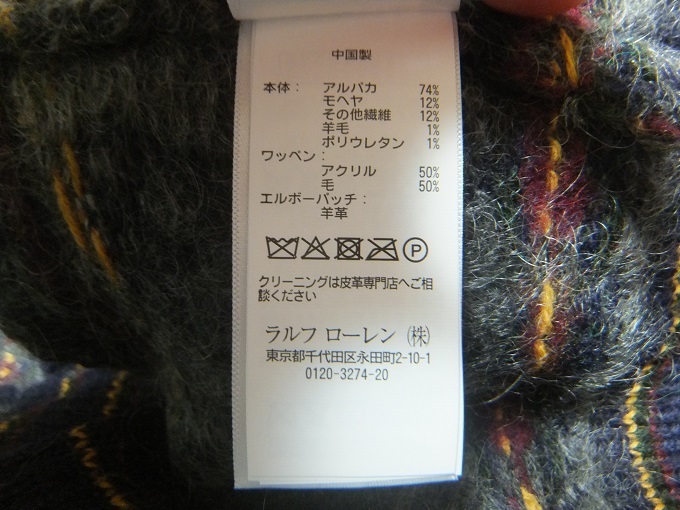 中国製
本体： アルパカ 74%
モヘヤ 12%
その他繊維 12%
羊毛 1%
ポリウレタン 1%
ワッペン：
アクリル 50%
毛 50%
エルボーパッチ：
羊革
P
クリーニングは皮革専門店へご相
談ください
ラルフ ローレン ㈱
東京都千代田区永田町2-10-1
0120-3274-20